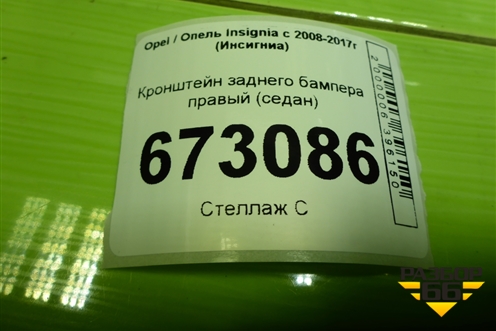 Opel / Опель Insignia с 2008-2017г
(Инсигниа)
Кронштейн заднего бампера
правый (седан)
673086
Стеллаж С
2000006396150
РАЗБОР
66